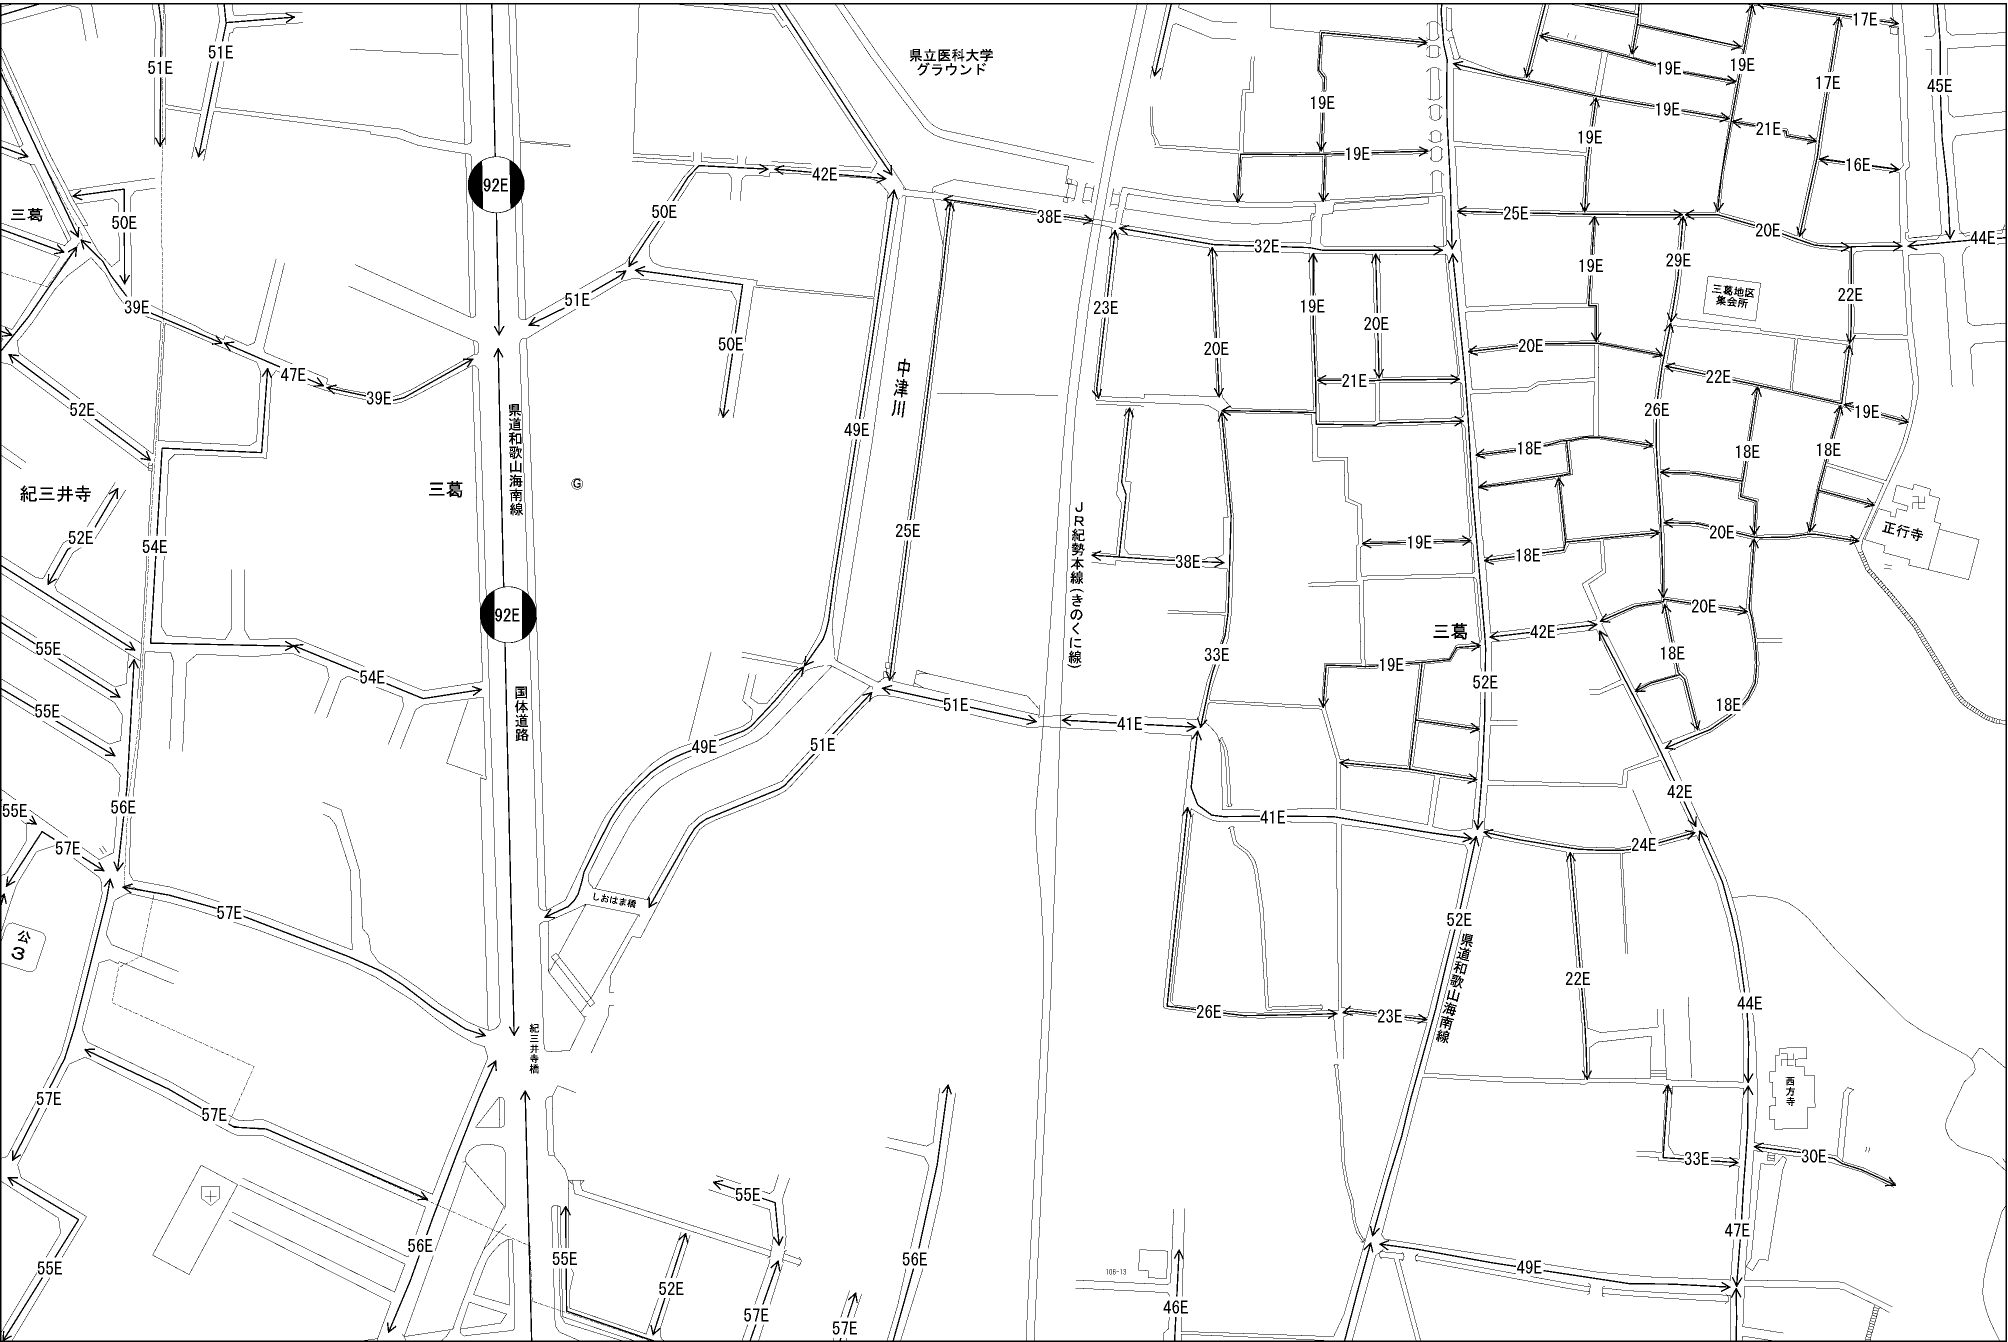 県立医科大学
グラウンド
17E
51E
51E
19E
19E
17E
45E
19E
19E
19E
21E
19E
16E
42E
92E
三葛
50E
50E
38E
25E
32E
20E
44E
19E
29E
三葛地区
集会所
22E
39E
51E
23E
19E
20E
50E
20E
20E
47E
39E
中津川
21E
22E
52E
県道和歌山海南線
49E
26E
19E
18E
18E
18E
紀三井寺
三葛
G
52E
54E
25E
JR紀勢本線(きのくに線)
38E
19E
18E
20E
正行寺
92E
20E
55E
三葛
42E
33E
19E
18E
54E
52E
55E
国体道路
51E
41E
18E
49E
51E
56E
55E
41E
42E
57E
24E
しおはま橋
57E
52E
県道和歌山海南線
公
3
22E
44E
26E
23E
紀三井寺橋
57E
57E
西方寺
33E
30E
55E
56E
47E
55E
55E
56E
49E
52E
106-13
46E
57E
57E